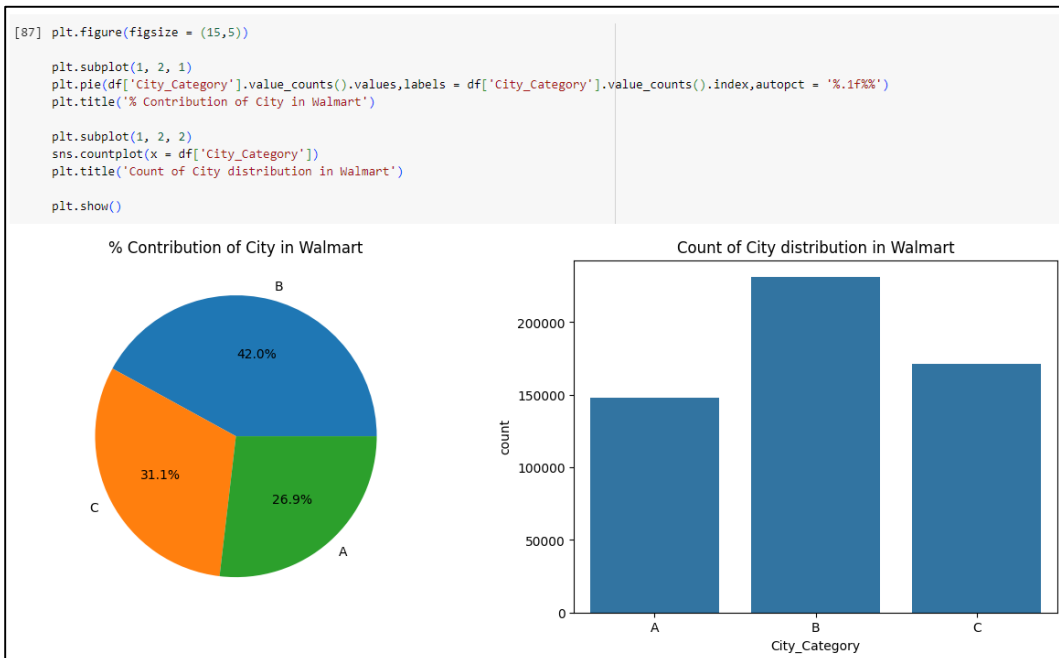 [87] plt.figure(figsize = (15,5))
plt.subplot(1, 2, 1)
plt.pie(df['City_Category'].value_counts().values,labels = df['City_Category'].value_counts().index,autopct = '%.1f%%')
plt.title('% Contribution of City in Walmart')
plt.subplot(1, 2, 2)
sns.countplot(x = df['City_Category'])
plt.title('Count of City distribution in Walmart')
plt.show()
% Contribution of City in Walmart
B
42.0%
31.1%
26.9%
C
A
Count of City distribution in Walmart
200000
150000
100000
50000
0
count
A B C
City_Category